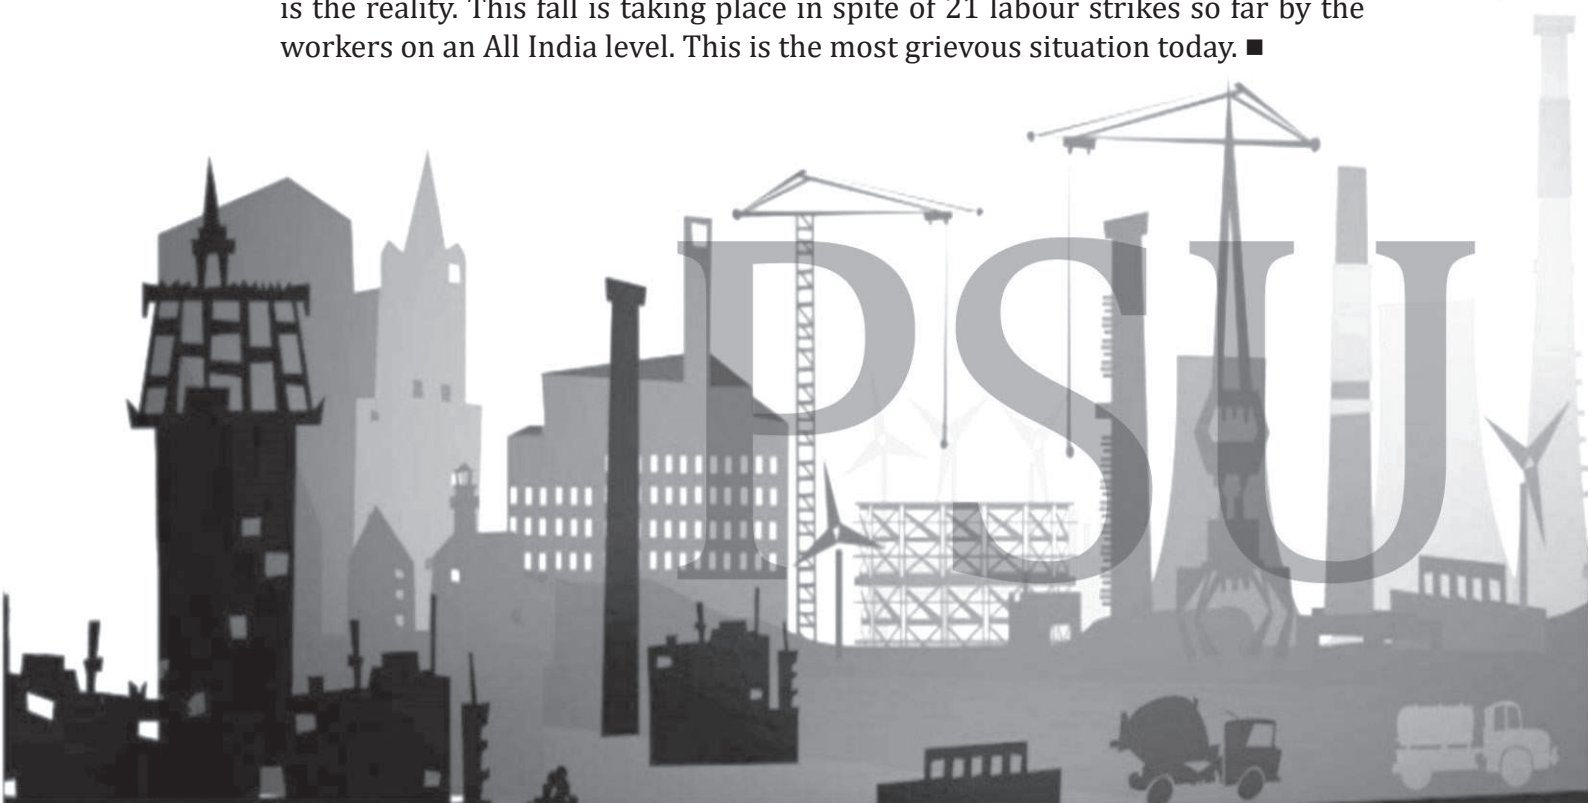 is the reality. This fall is taking place in spite of 21 labour strikes so far by the
workers on an All India level. This is the most grievous situation today. ■
PSU